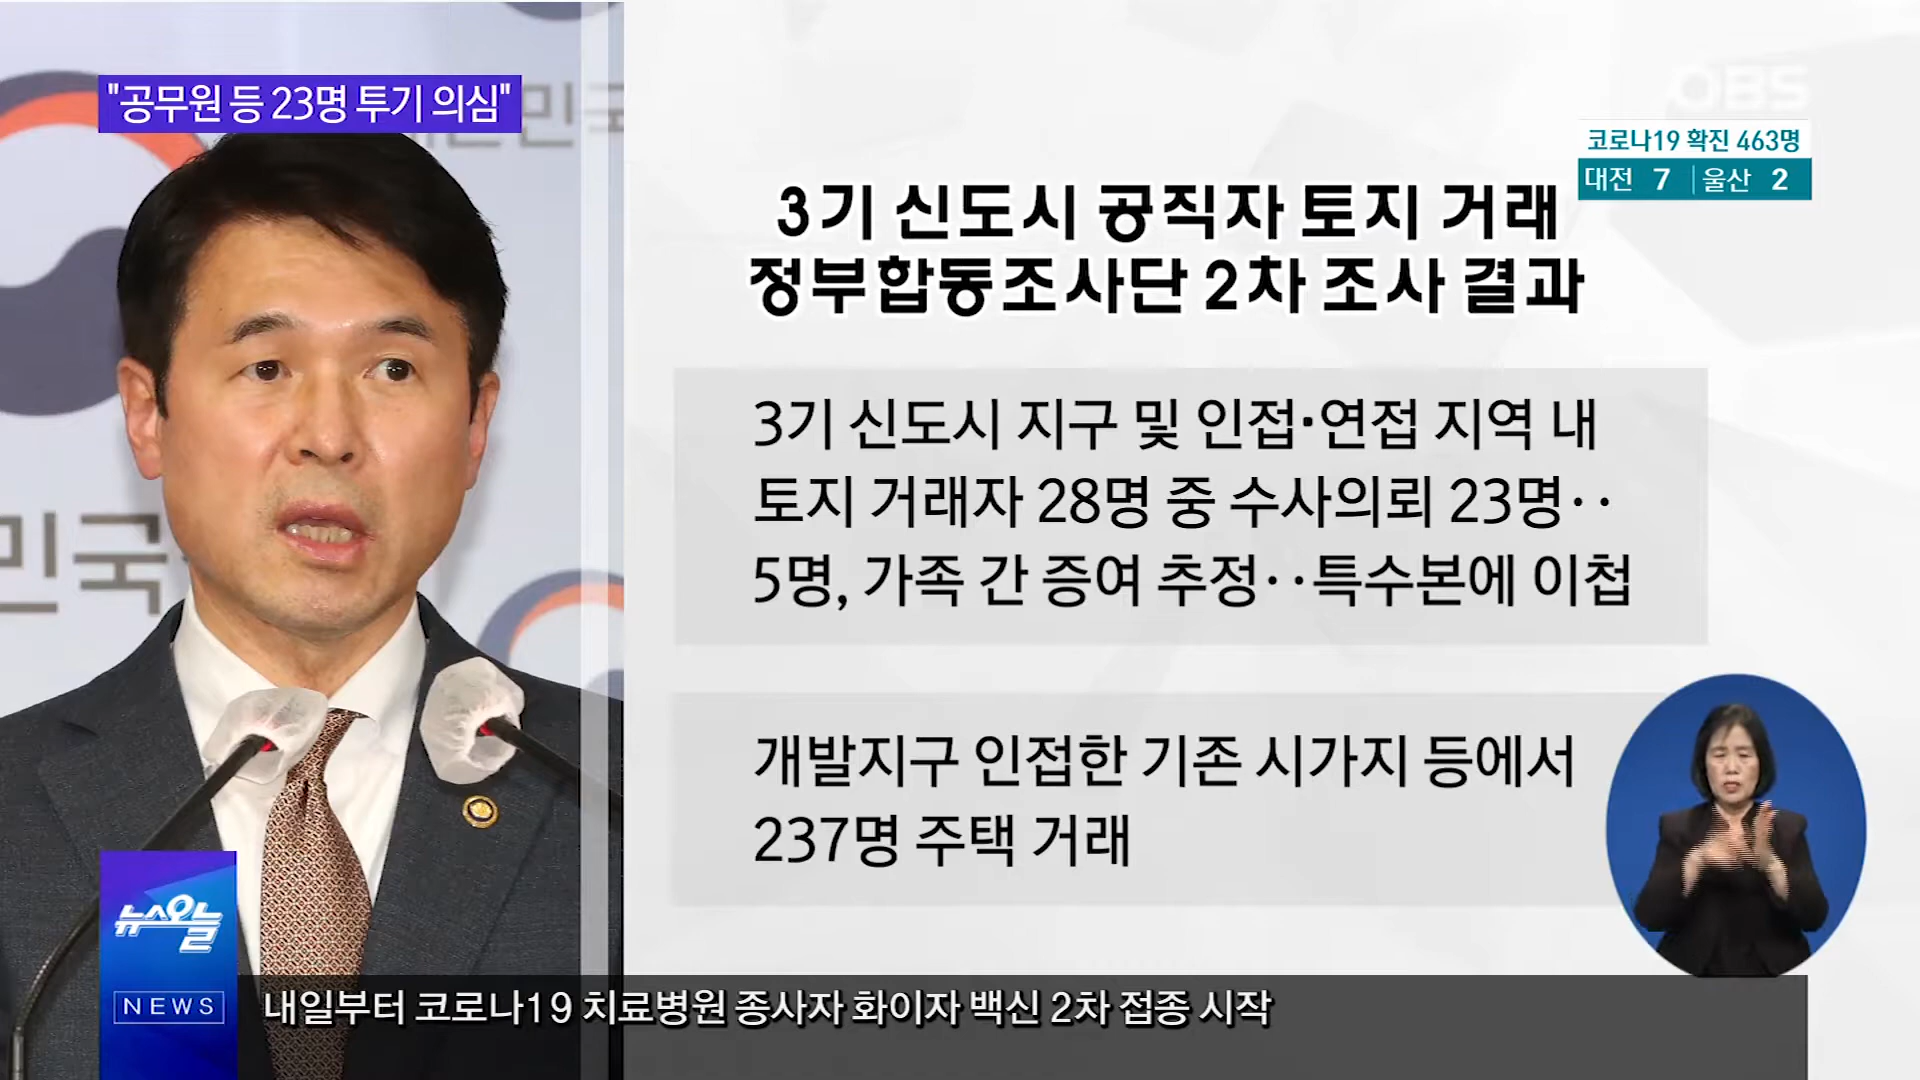 "공무원 등 23명 투기 의심"
OBS
코로나19 확진 463명
대전 7 울산 2
3기 신도시 공직자 토지 거래
정부합동조사단 2차 조사 결과
3기 신도시 지구 및 인접·연접 지역 내
토지 거래자 28명 중 수사의뢰 23명‥
5명, 가족 간 증여 추정‥특수본에 이첩
개발지구 인접한 기존 시가지 등에서
237명 주택 거래
민국
민국
뉴스오늘
NEWS
내일부터 코로나19 치료병원 종사자 화이자 백신 2차 접종 시작